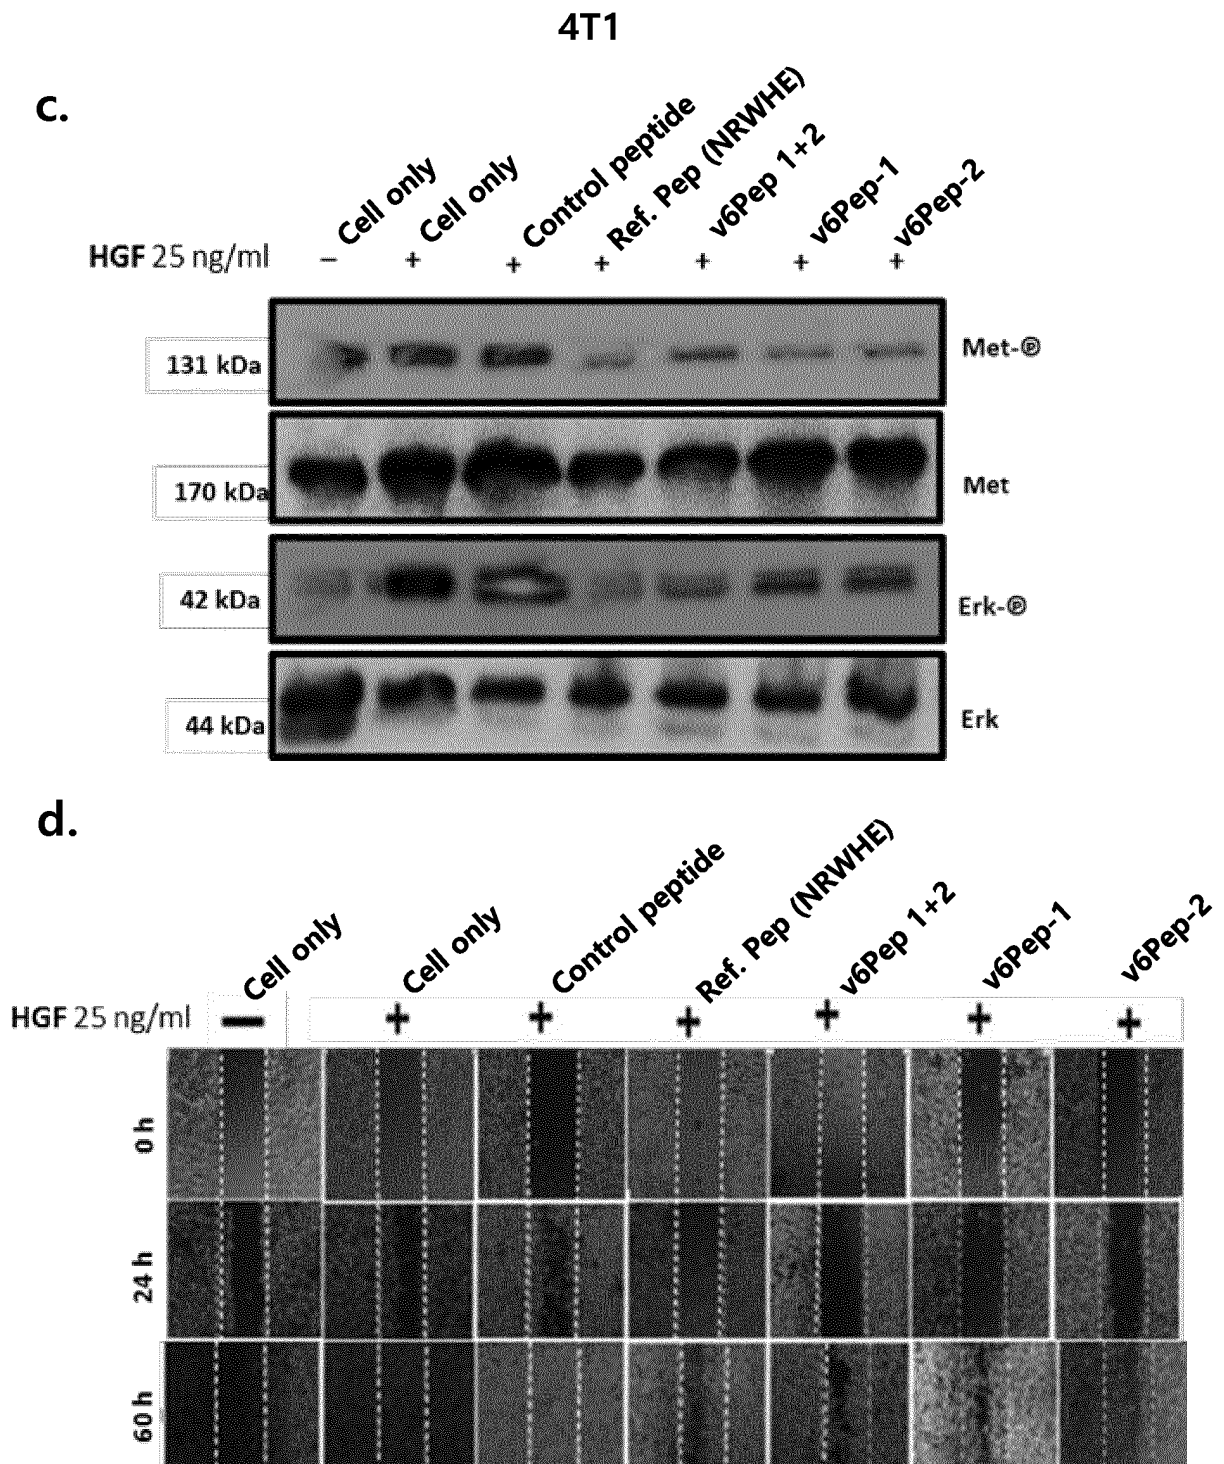 4T1
c.
Cell only
Cell only
Control peptide
Ref. Pep (NRWHE)
v6Pep 1+2
v6Pep-1
v6Pep-2
HGF 25 ng/ml − + + + + + +
131 kDa
Met-Ⓟ
170 kDa
Met
42 kDa
Erk-Ⓟ
44 kDa
Erk
d.
Cell only
Cell only
Control peptide
Ref. Pep (NRWHE)
v6Pep 1+2
v6Pep-1
v6Pep-2
HGF 25 ng/ml − + + + + + +
0 h
24 h
60 h